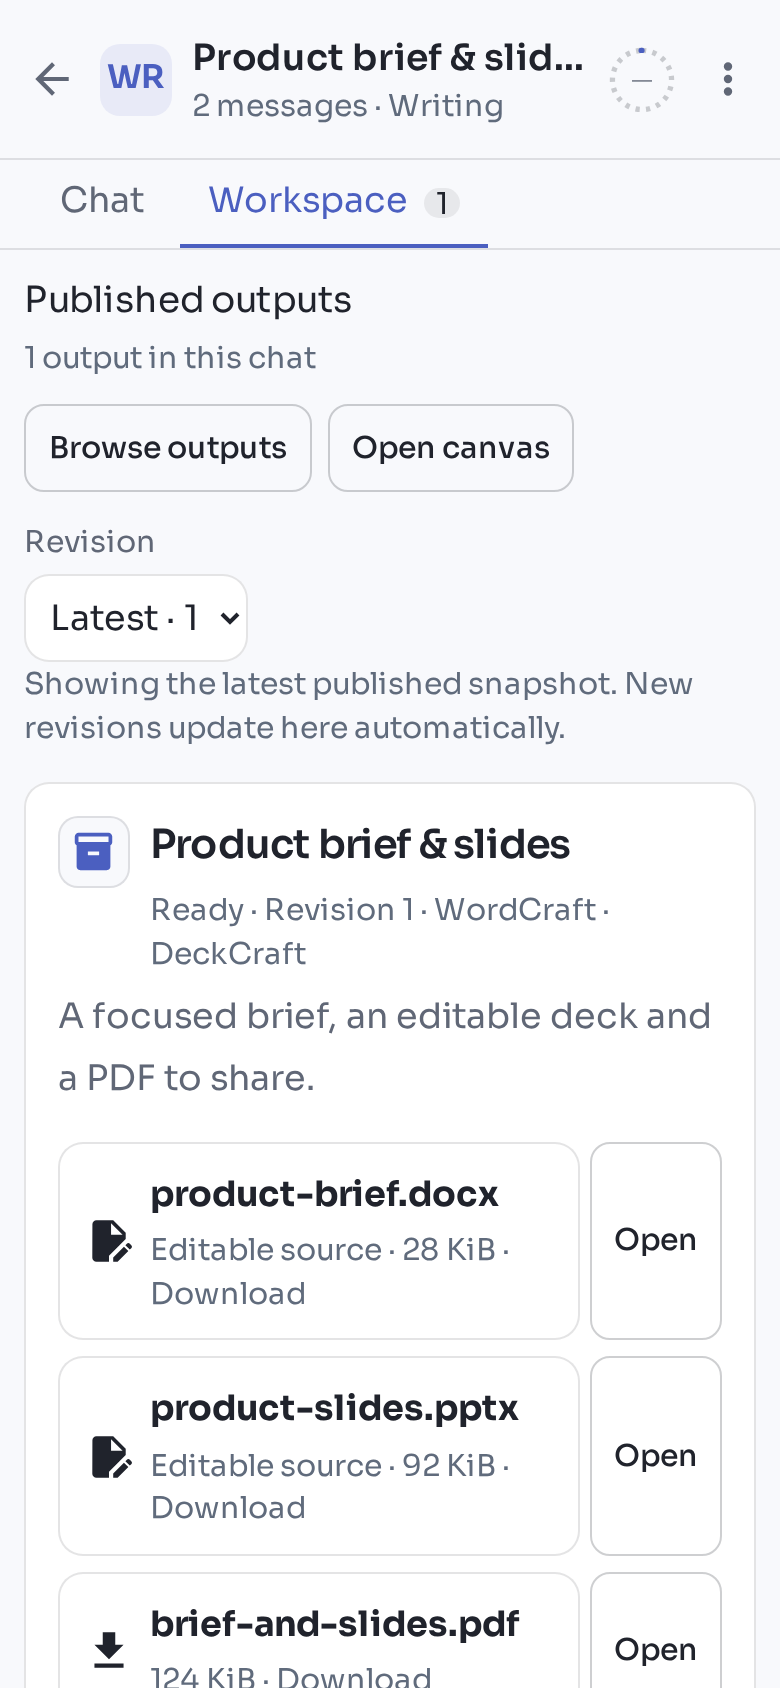 WR
Product brief & slid...
2 messages · Writing
Chat
Workspace 1
Published outputs
1 output in this chat
Browse outputs
Open canvas
Revision
Latest · 1
Showing the latest published snapshot. New
revisions update here automatically.
Product brief & slides
Ready · Revision 1 · WordCraft ·
DeckCraft
A focused brief, an editable deck and
a PDF to share.
product-brief.docx
Editable source · 28 KiB ·
Download
Open
product-slides.pptx
Editable source · 92 KiB ·
Download
Open
brief-and-slides.pdf
124 KiB · Download
Open